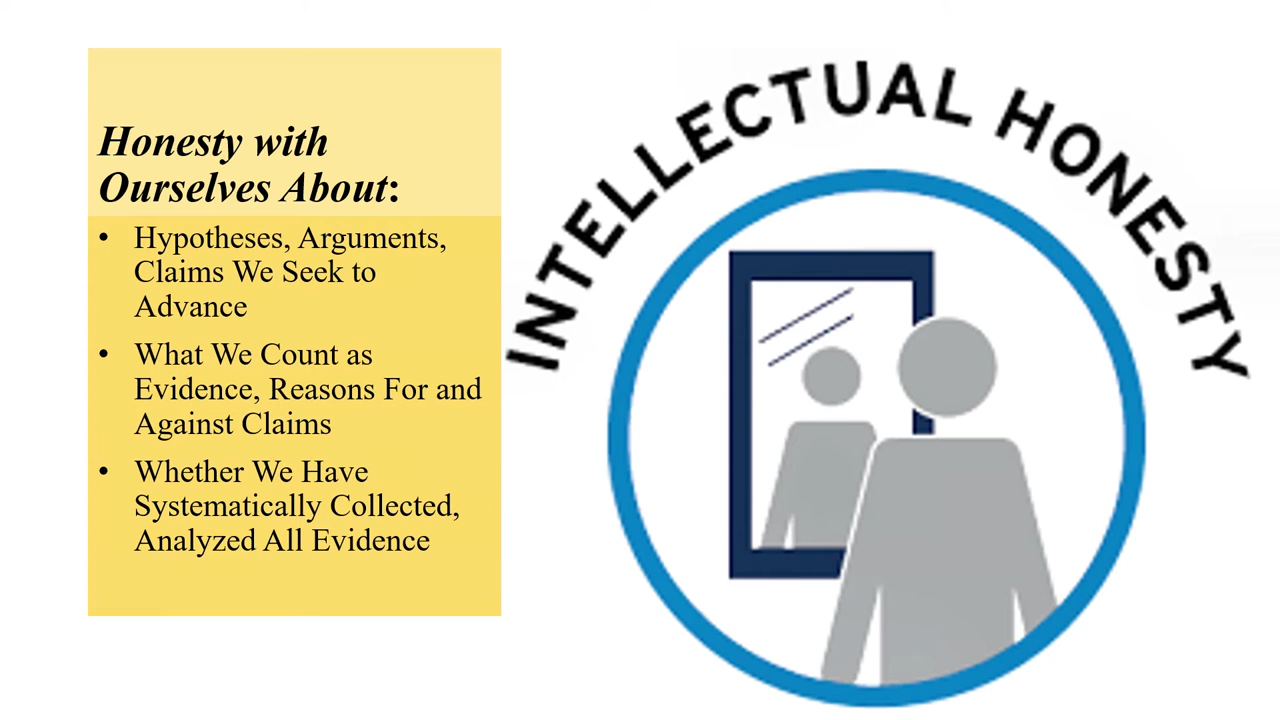 Honesty with
Ourselves About:
• Hypotheses, Arguments,
Claims We Seek to
Advance
• What We Count as
Evidence, Reasons For and
Against Claims
• Whether We Have
Systematically Collected,
Analyzed All Evidence
INTELLECTUAL HONESTY